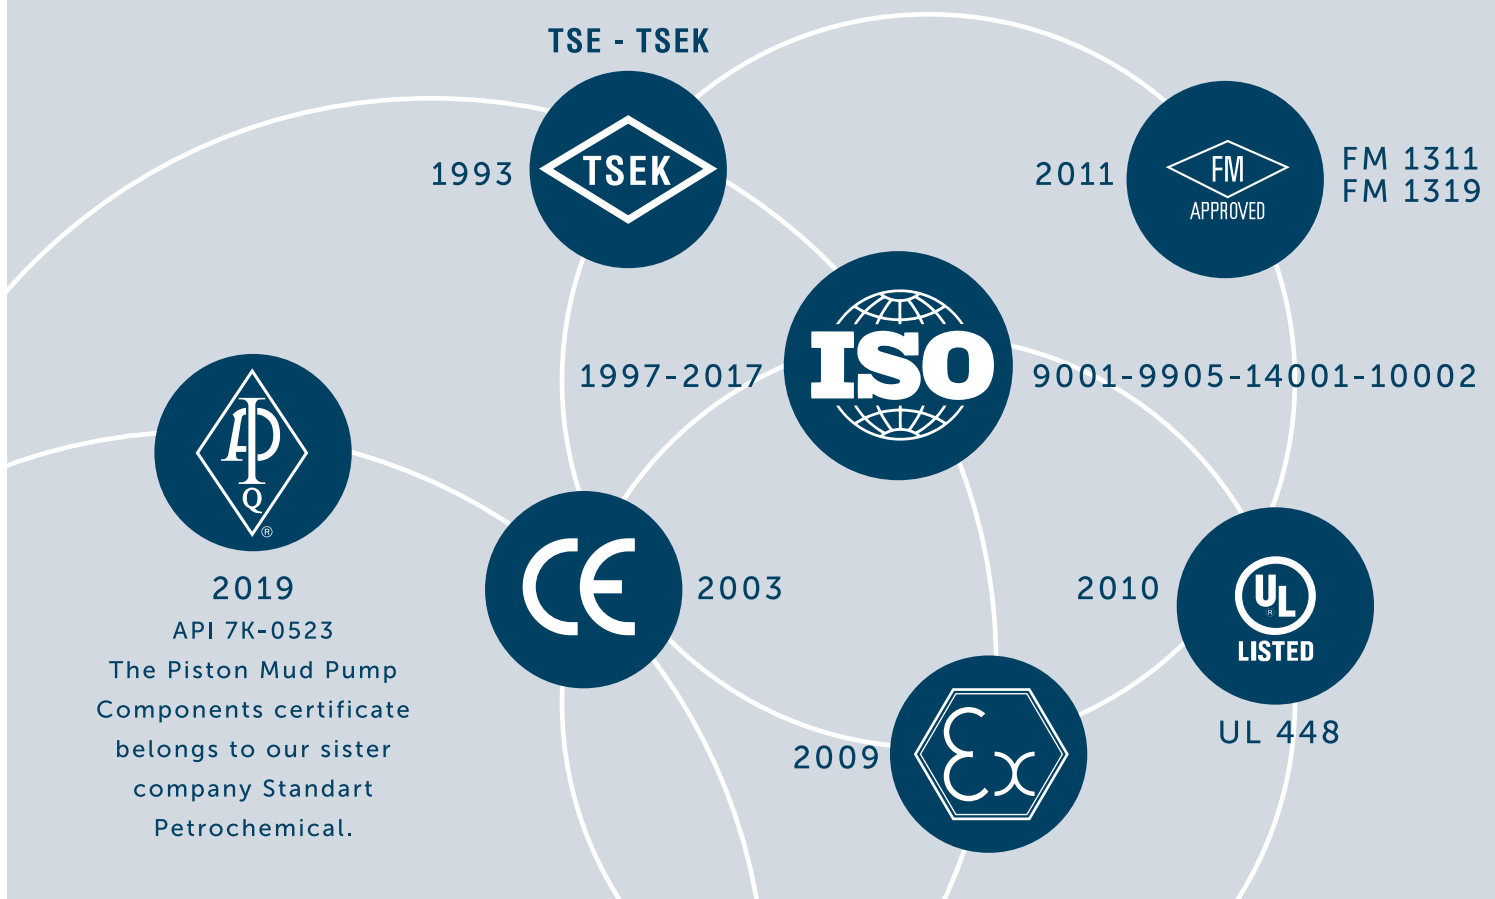 TSE - TSEK
1993
TSEK
2011
FM
APPROVED
FM 1311
FM 1319
1997-2017
ISO
9001-9905-14001-10002
API
Q
®
2019
API 7K-0523
The Piston Mud Pump
Components certificate
belongs to our sister
company Standart
Petrochemical.
CE
2003
2010
UL
®
LISTED
UL 448
2009
Ex